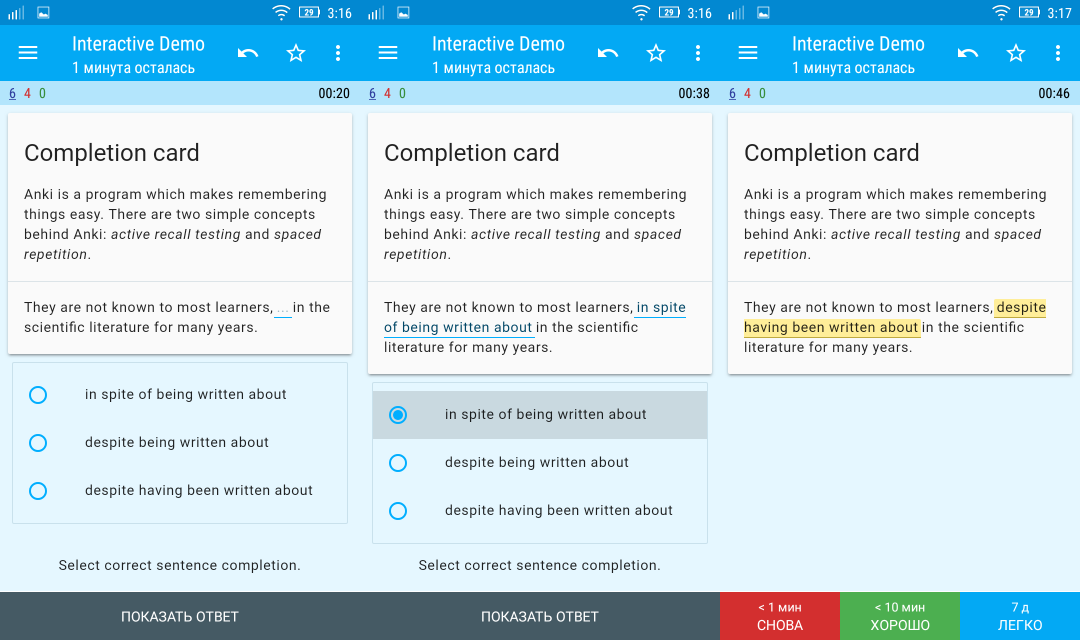 29 3:16
Interactive Demo
1 минута осталась
6 4 0 00:20
Completion card
Anki is a program which makes remembering
things easy. There are two simple concepts
behind Anki: active recall testing and spaced
repetition.
They are not known to most learners, ... in the
scientific literature for many years.
in spite of being written about
despite being written about
despite having been written about
Select correct sentence completion.
ПОКАЗАТЬ ОТВЕТ
29 3:16
Interactive Demo
1 минута осталась
6 4 0 00:38
Completion card
Anki is a program which makes remembering
things easy. There are two simple concepts
behind Anki: active recall testing and spaced
repetition.
They are not known to most learners, in spite
of being written about in the scientific
literature for many years.
in spite of being written about
despite being written about
despite having been written about
Select correct sentence completion.
ПОКАЗАТЬ ОТВЕТ
29 3:17
Interactive Demo
1 минута осталась
6 4 0 00:46
Completion card
Anki is a program which makes remembering
things easy. There are two simple concepts
behind Anki: active recall testing and spaced
repetition.
They are not known to most learners, despite
having been written about in the scientific
literature for many years.
< 1 мин < 10 мин 7 д
СНОВА ХОРОШО ЛЕГКО